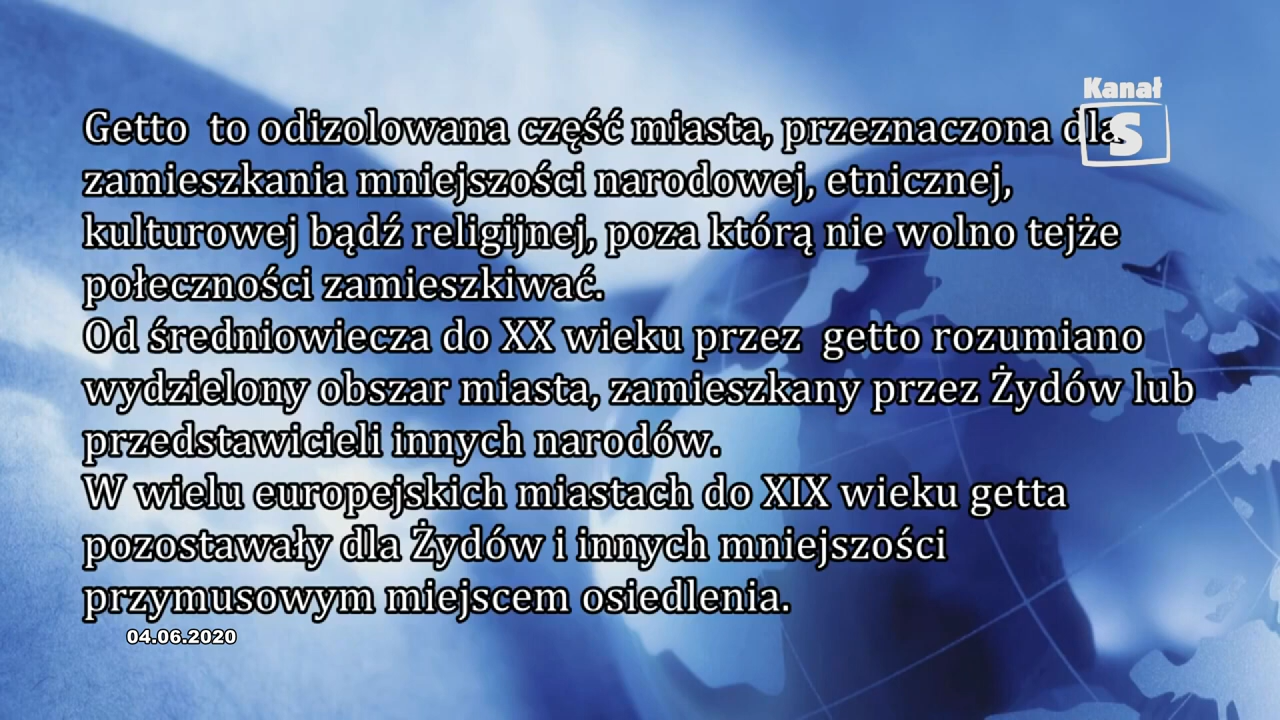 Kanał
S
Getto to odizolowana część miasta, przeznaczona dla
zamieszkania mniejszości narodowej, etnicznej,
kulturowej bądź religijnej, poza którą nie wolno tejże
połeczności zamieszkiwać.
Od średniowiecza do XX wieku przez getto rozumiano
wydzielony obszar miasta, zamieszkany przez Żydów lub
przedstawicieli innych narodów.
W wielu europejskich miastach do XIX wieku getta
pozostawały dla Żydów i innych mniejszości
przymusowym miejscem osiedlenia.
04.06.2020